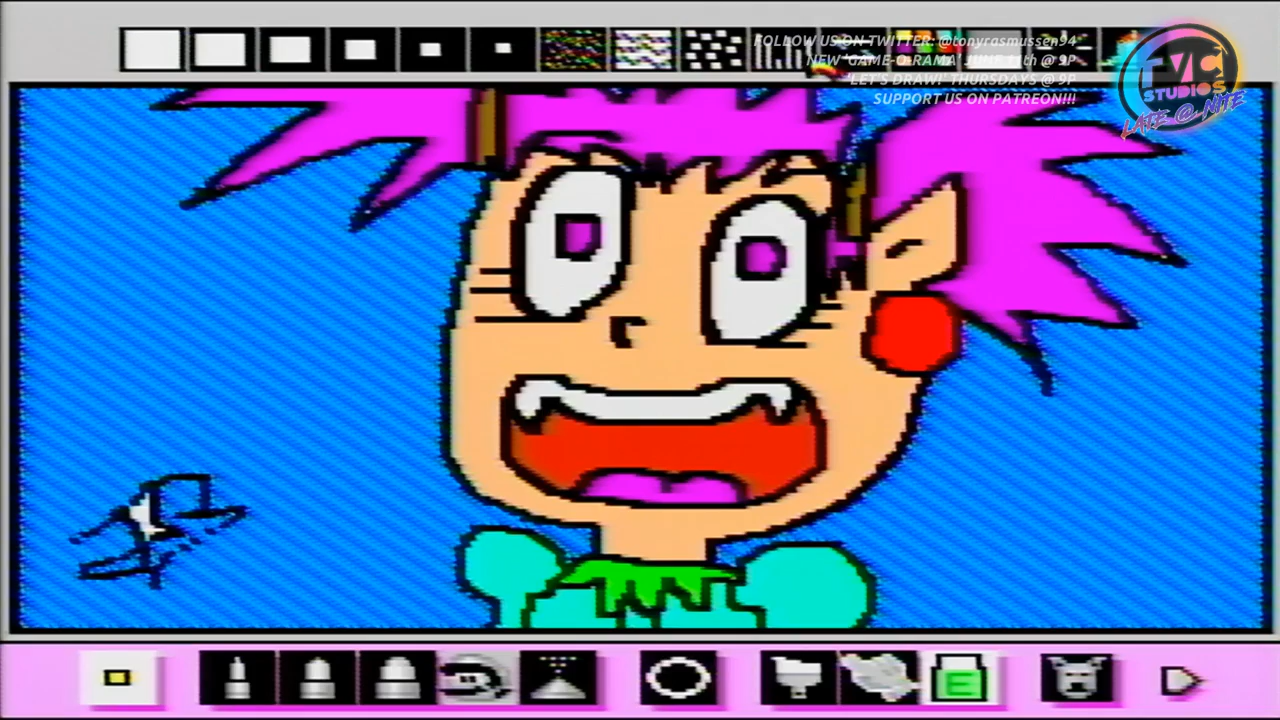 FOLLOW US ON TWITTER: @tonyrasmussen94
NEW 'GAME-O-RAMA' JUNE 11th @ 9P
'LET'S DRAW!' THURSDAYS @ 9P
SUPPORT US ON PATREON!!!
TVC
STUDIOS
LATE @ NITE
E